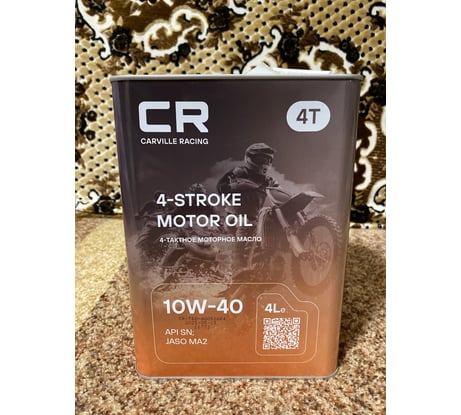 CR
4T
CARVILLE RACING
4-STROKE
MOTOR OIL
4-ТАКТНОЕ МОТОРНОЕ МАСЛО
10W-40
4L℮
API SN;
JASO MA2